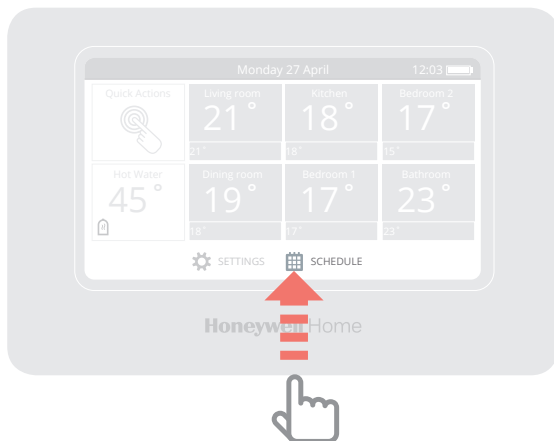 Monday 27 April 12:03
Quick Actions
Living room
21°
21°
Kitchen
18°
18°
Bedroom 2
17°
15°
Hot Water
45°
Dining room
19°
18°
Bedroom 1
17°
17°
Bathroom
23°
23°
SETTINGS
SCHEDULE
Honeywell Home